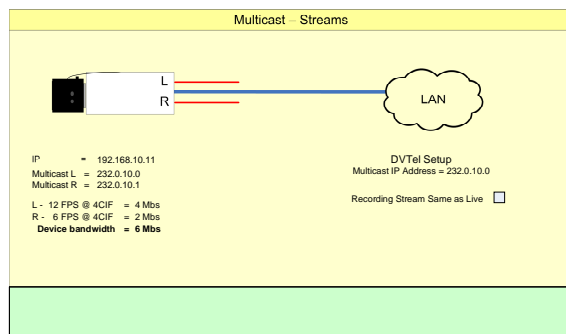 Multicast – Streams
L
R
LAN
IP = 192.168.10.11
Multicast L = 232.0.10.0
Multicast R = 232.0.10.1
L - 12 FPS @ 4CIF = 4 Mbs
R - 6 FPS @ 4CIF = 2 Mbs
Device bandwidth = 6 Mbs
DVTel Setup
Multicast IP Address = 232.0.10.0
Recording Stream Same as Live